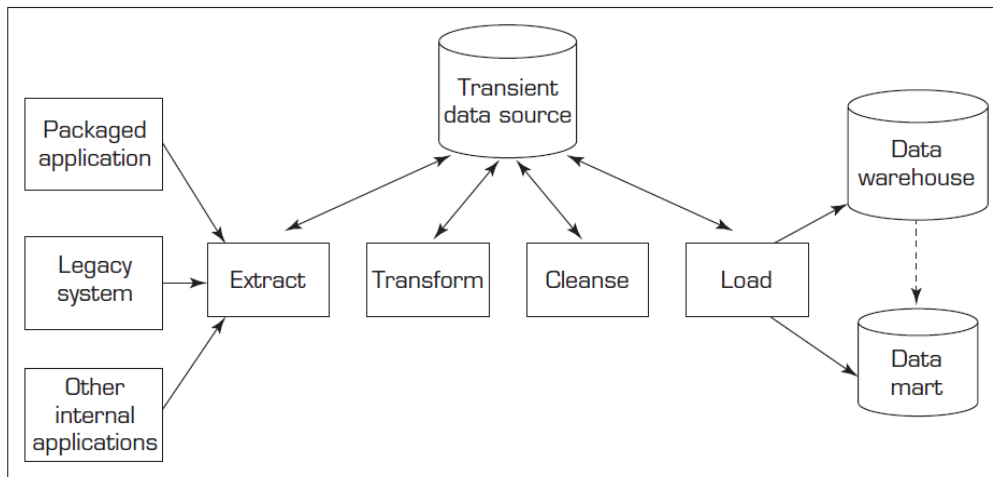 Transient
data source
Packaged
application
Data
warehouse
Legacy
system
Extract
Transform
Cleanse
Load
Other
internal
applications
Data
mart